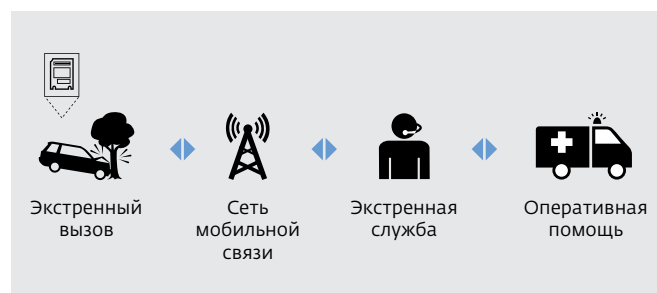 Экстренный
вызов
Сеть
мобильной
связи
Экстренная
служба
Оперативная
помощь